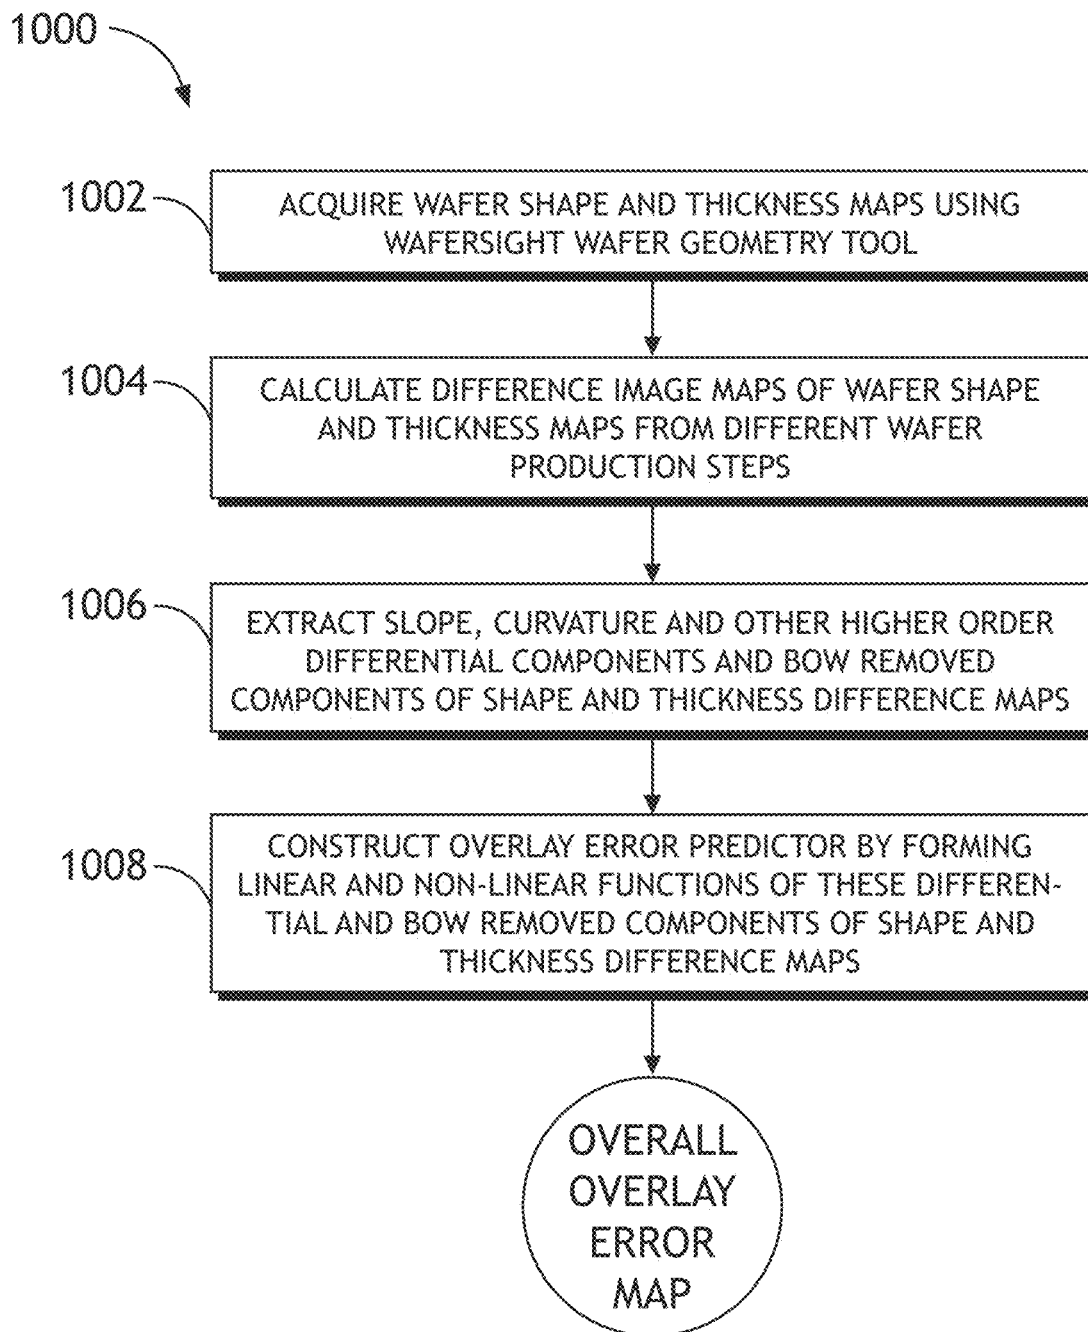 1000
1002
ACQUIRE WAFER SHAPE AND THICKNESS MAPS USING
WAFERSIGHT WAFER GEOMETRY TOOL
1004
CALCULATE DIFFERENCE IMAGE MAPS OF WAFER SHAPE
AND THICKNESS MAPS FROM DIFFERENT WAFER
PRODUCTION STEPS
1006
EXTRACT SLOPE, CURVATURE AND OTHER HIGHER ORDER
DIFFERENTIAL COMPONENTS AND BOW REMOVED
COMPONENTS OF SHAPE AND THICKNESS DIFFERENCE MAPS
1008
CONSTRUCT OVERLAY ERROR PREDICTOR BY FORMING
LINEAR AND NON-LINEAR FUNCTIONS OF THESE DIFFEREN-
TIAL AND BOW REMOVED COMPONENTS OF SHAPE AND
THICKNESS DIFFERENCE MAPS
OVERALL
OVERLAY
ERROR
MAP